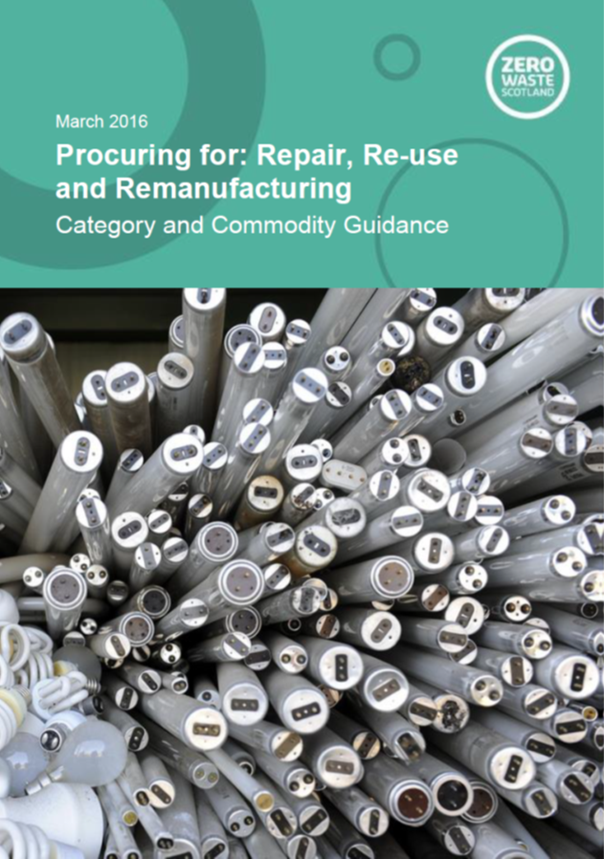 ZERO
WASTE
SCOTLAND
March 2016
Procuring for: Repair, Re-use
and Remanufacturing
Category and Commodity Guidance